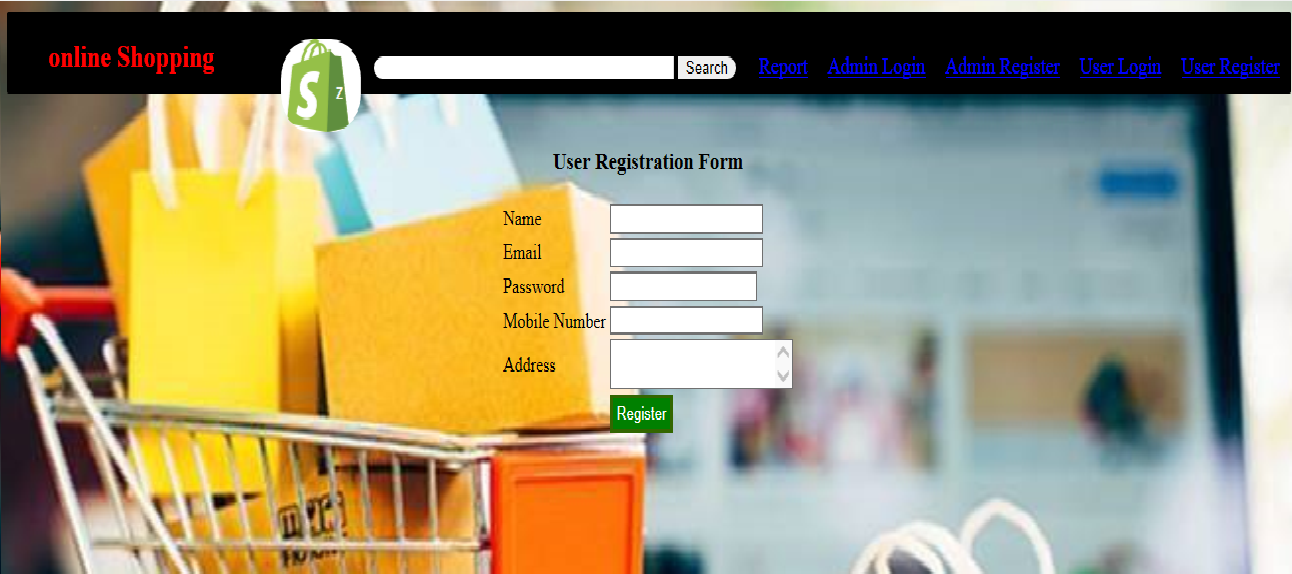 online Shopping
S
Z
Search
Report Admin Login Admin Register User Login User Register
User Registration Form
Name
Email
Password
Mobile Number
Address
Register